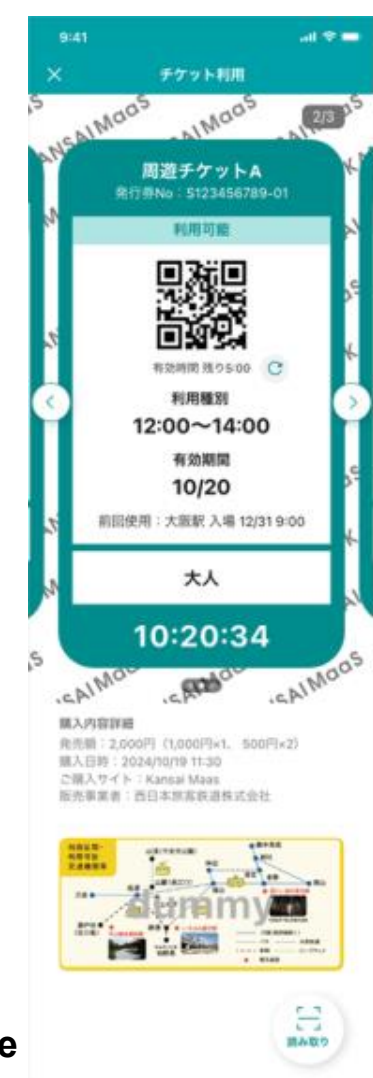 9:41
チケット利用
2/3
KANSAI MaaS
周遊チケットA
発行券No：S123456789-01
利用可能
有効時間 残り5:00
利用種別
12:00〜14:00
有効期間
10/20
前回使用：大阪駅 入場 12/31 9:00
大人
10:20:34
購入内容詳細
発売額：2,000円（1,000円×1、 500円×2）
購入日時：2024/10/19 11:30
ご購入サイト：Kansai Maas
販売事業者：西日本旅客鉄道株式会社
dummy
読み取り
e